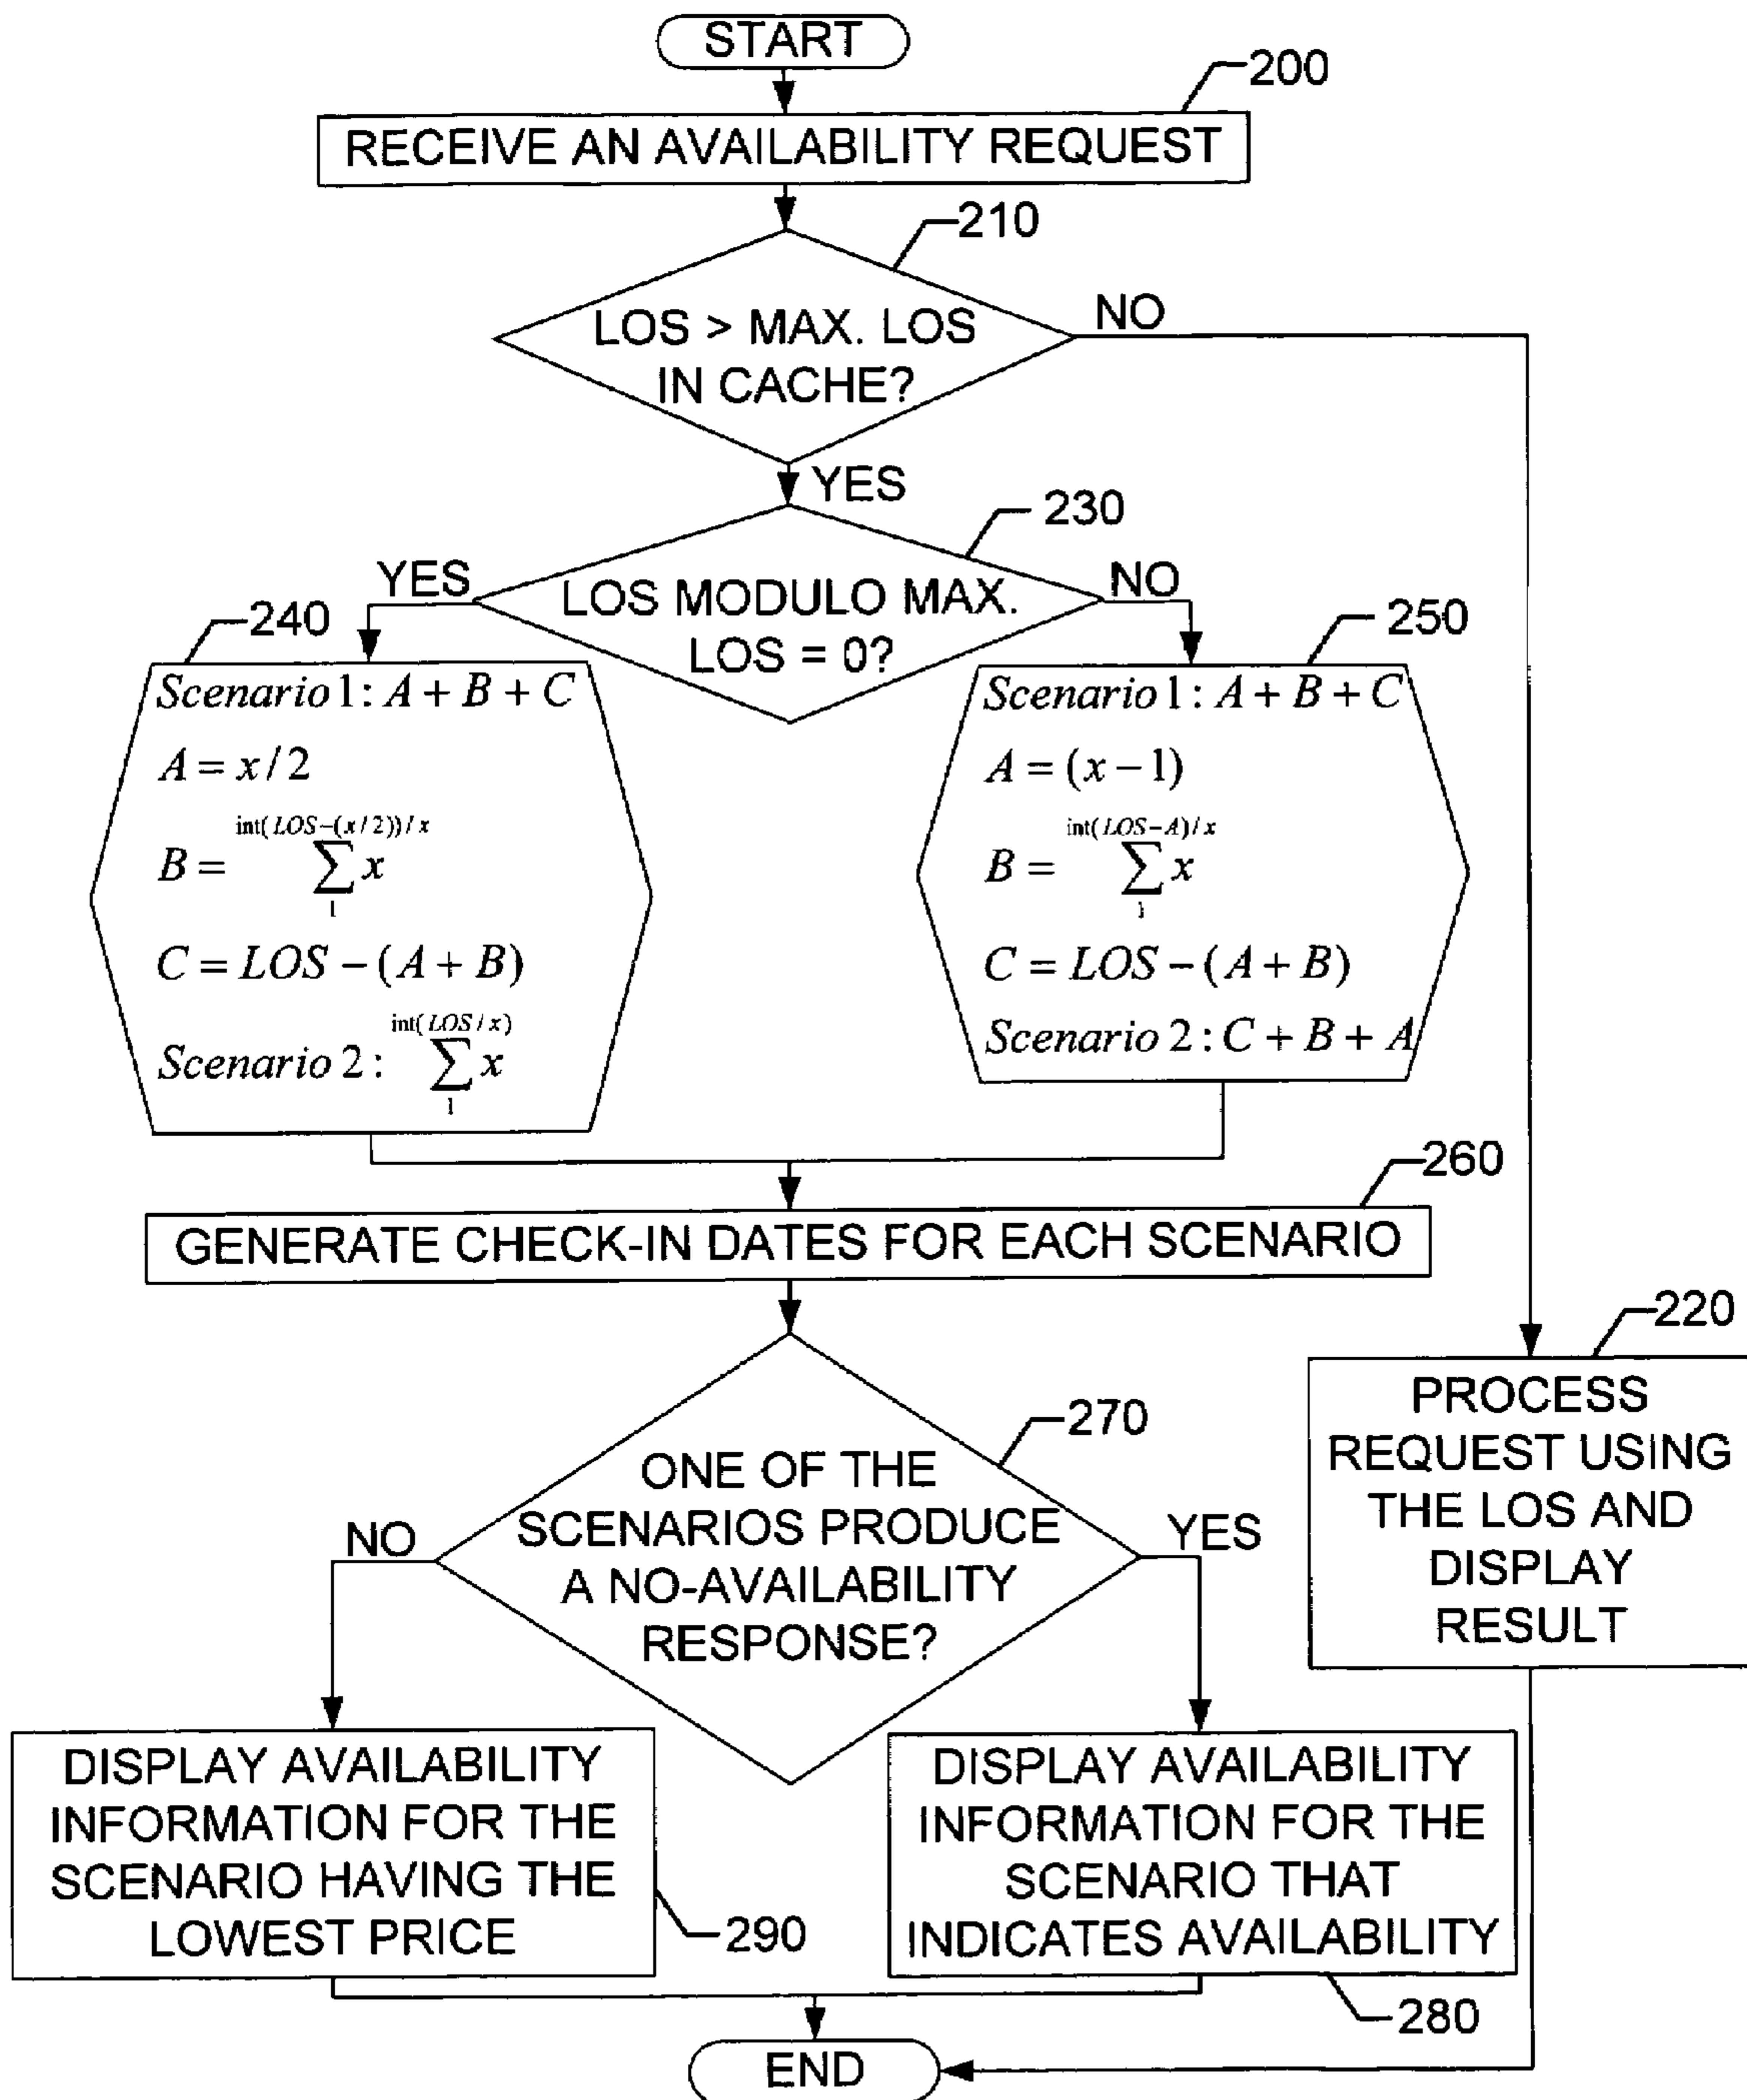 START
200
RECEIVE AN AVAILABILITY REQUEST
210
LOS > MAX. LOS
IN CACHE?
NO
YES
230
LOS MODULO MAX.
LOS = 0?
YES
NO
240
Scenario 1: A + B + C
A = x / 2
int(LOS-(x/2))/x
B = ∑ x
1
C = LOS − (A + B)
int(LOS/x)
Scenario 2: ∑ x
1
250
Scenario 1: A + B + C
A = (x − 1)
int(LOS-A)/x
B = ∑ x
1
C = LOS − (A + B)
Scenario 2: C + B + A
260
GENERATE CHECK-IN DATES FOR EACH SCENARIO
220
PROCESS
REQUEST USING
THE LOS AND
DISPLAY
RESULT
270
ONE OF THE
SCENARIOS PRODUCE
A NO-AVAILABILITY
RESPONSE?
NO
YES
DISPLAY AVAILABILITY
INFORMATION FOR THE
SCENARIO HAVING THE
LOWEST PRICE
290
DISPLAY AVAILABILITY
INFORMATION FOR THE
SCENARIO THAT
INDICATES AVAILABILITY
280
END